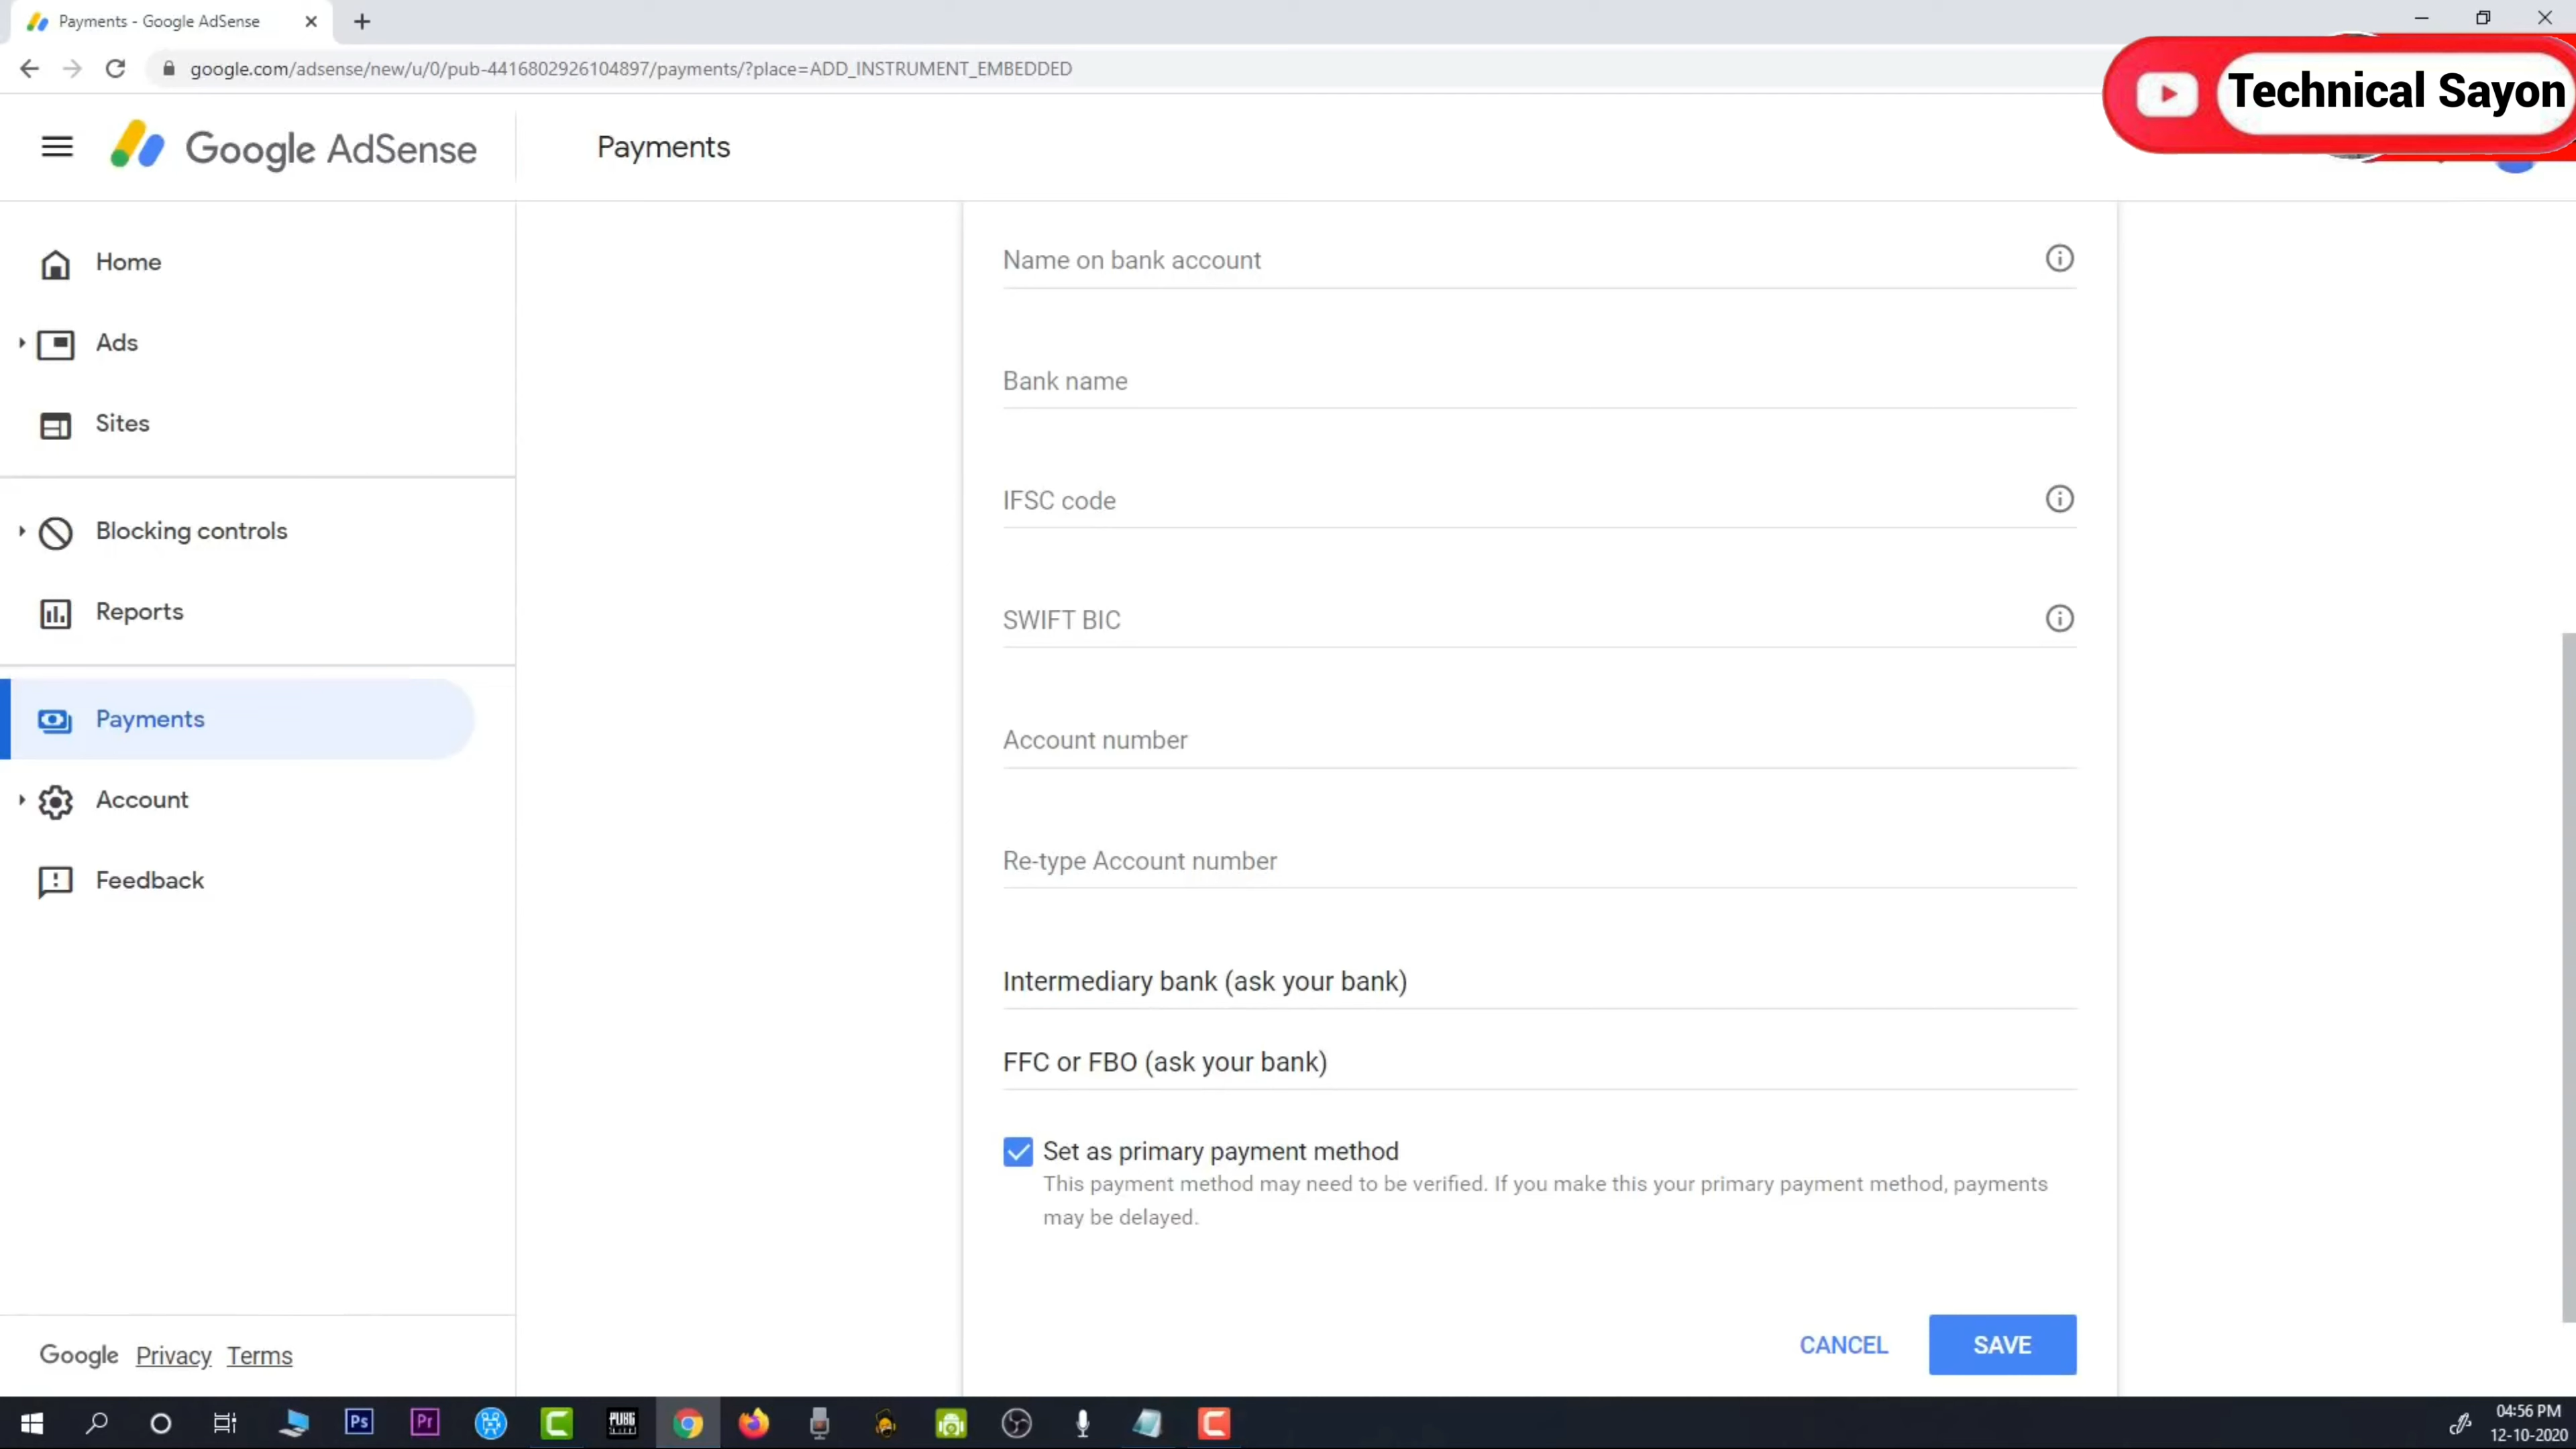 Payments - Google AdSense
google.com/adsense/new/u/0/pub-4416802926104897/payments/?place=ADD_INSTRUMENT_EMBEDDED
Technical Sayon
Google AdSense
Payments
Home
Ads
Sites
Blocking controls
Reports
Payments
Account
Feedback
Google Privacy Terms
Name on bank account
Bank name
IFSC code
SWIFT BIC
Account number
Re-type Account number
Intermediary bank (ask your bank)
FFC or FBO (ask your bank)
Set as primary payment method
This payment method may need to be verified. If you make this your primary payment method, payments
may be delayed.
CANCEL
SAVE
Ps
Pr
PUBG
04:56 PM
12-10-2020